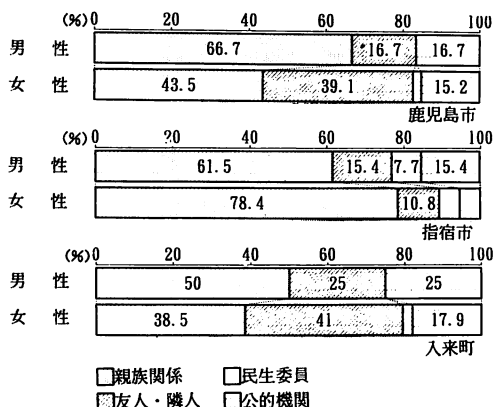 (%) 0 20 40 60 80 100
男性 66.7 16.7 16.7
女性 43.5 39.1 15.2
鹿児島市
(%) 0 20 40 60 80 100
男性 61.5 15.4 7.7 15.4
女性 78.4 10.8
指宿市
(%) 0 20 40 60 80 100
男性 50 25 25
女性 38.5 41 17.9
入来町
親族関係 民生委員
友人・隣人 公的機関